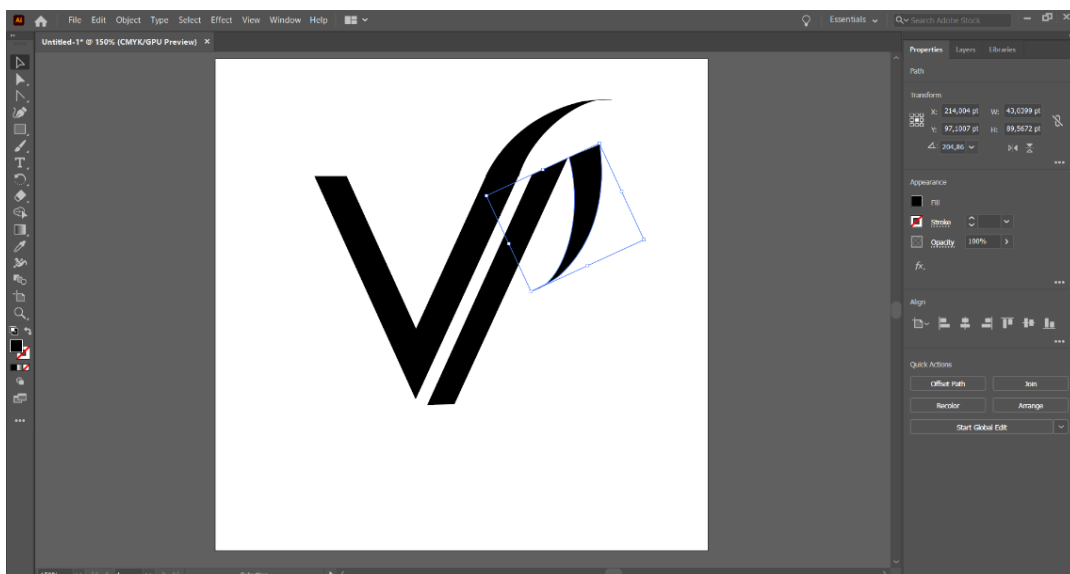 Ai File Edit Object Type Select Effect View Window Help Essentials Search Adobe Stock
Untitled-1* @ 150% (CMYK/GPU Preview) ×
Properties Layers Libraries
Path
Transform
X: 214,004 pt W: 43,0399 pt
Y: 97,1007 pt H: 89,5672 pt
204,86
Appearance
Fill
Stroke
Opacity 100%
fx.
Align
Quick Actions
Offset Path Join
Recolor Arrange
Start Global Edit